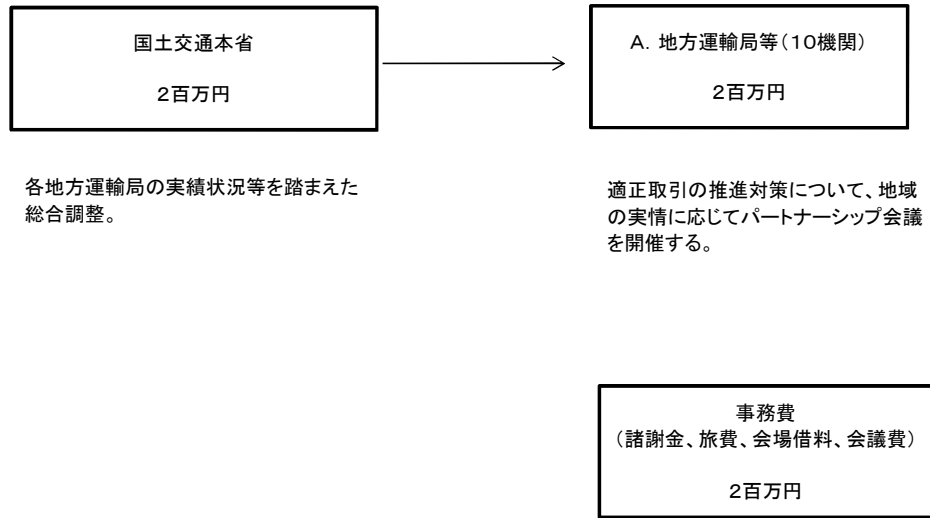 国土交通本省
２百万円
Ａ．地方運輸局等（１０機関）
２百万円
各地方運輸局の実績状況等を踏まえた
総合調整。
適正取引の推進対策について、地域
の実情に応じてパートナーシップ会議
を開催する。
事務費
（諸謝金、旅費、会場借料、会議費）
２百万円